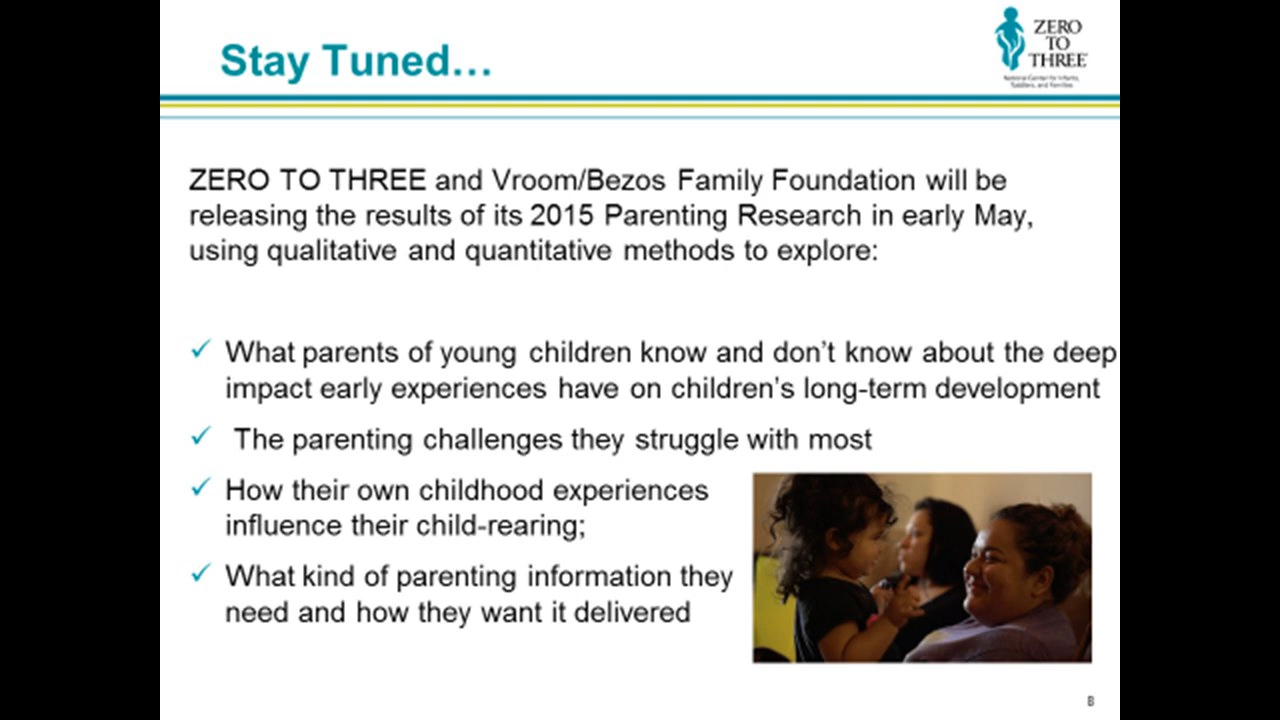 Stay Tuned...
ZERO
TO
THREE
National Center for Infants,
Toddlers, and Families
ZERO TO THREE and Vroom/Bezos Family Foundation will be
releasing the results of its 2015 Parenting Research in early May,
using qualitative and quantitative methods to explore:
✓ What parents of young children know and don't know about the deep
impact early experiences have on children's long-term development
✓ The parenting challenges they struggle with most
✓ How their own childhood experiences
influence their child-rearing;
✓ What kind of parenting information they
need and how they want it delivered
8